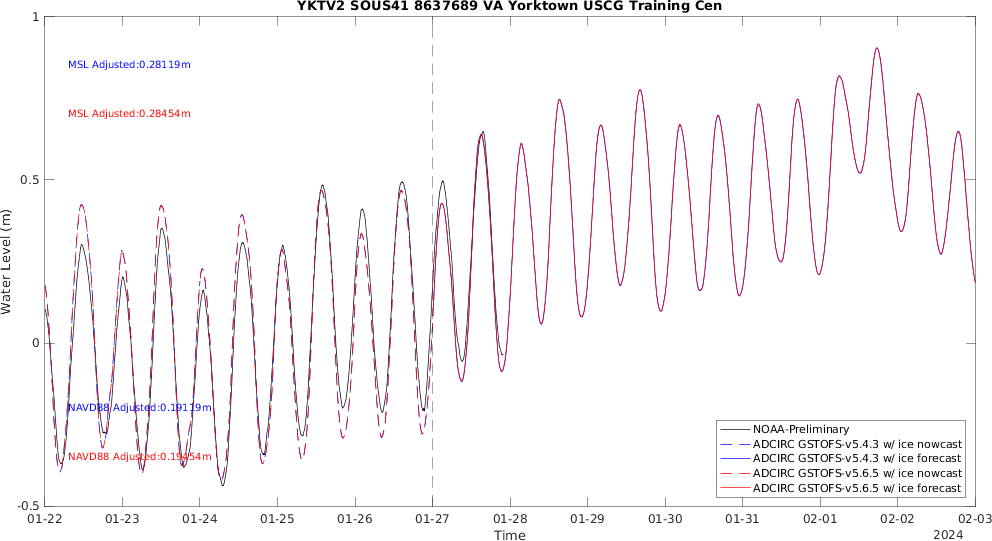 YKTV2 SOUS41 8637689 VA Yorktown USCG Training Cen
1
0.5
0
-0.5
Water Level (m)
MSL Adjusted:0.28119m
MSL Adjusted:0.28454m
NAVD88 Adjusted:0.19119m
NAVD88 Adjusted:0.19454m
NOAA-Preliminary
ADCIRC GSTOFS-v5.4.3 w/ ice nowcast
ADCIRC GSTOFS-v5.4.3 w/ ice forecast
ADCIRC GSTOFS-v5.6.5 w/ ice nowcast
ADCIRC GSTOFS-v5.6.5 w/ ice forecast
01-22 01-23 01-24 01-25 01-26 01-27 01-28 01-29 01-30 01-31 02-01 02-02 02-03
Time
2024